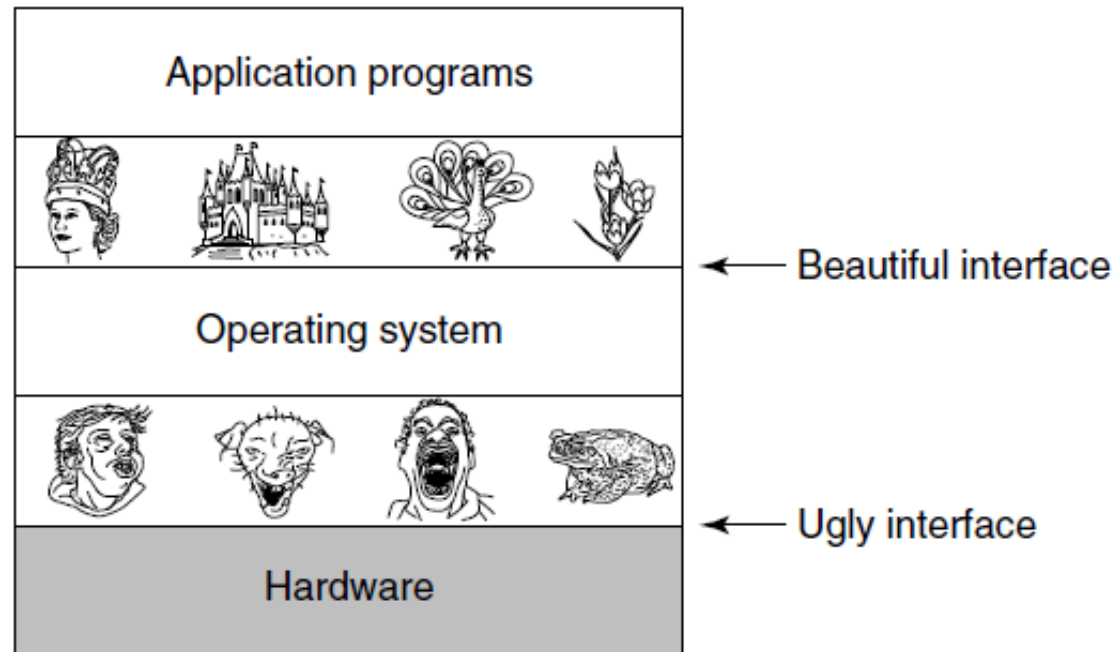 Application programs
Beautiful interface
Operating system
Ugly interface
Hardware